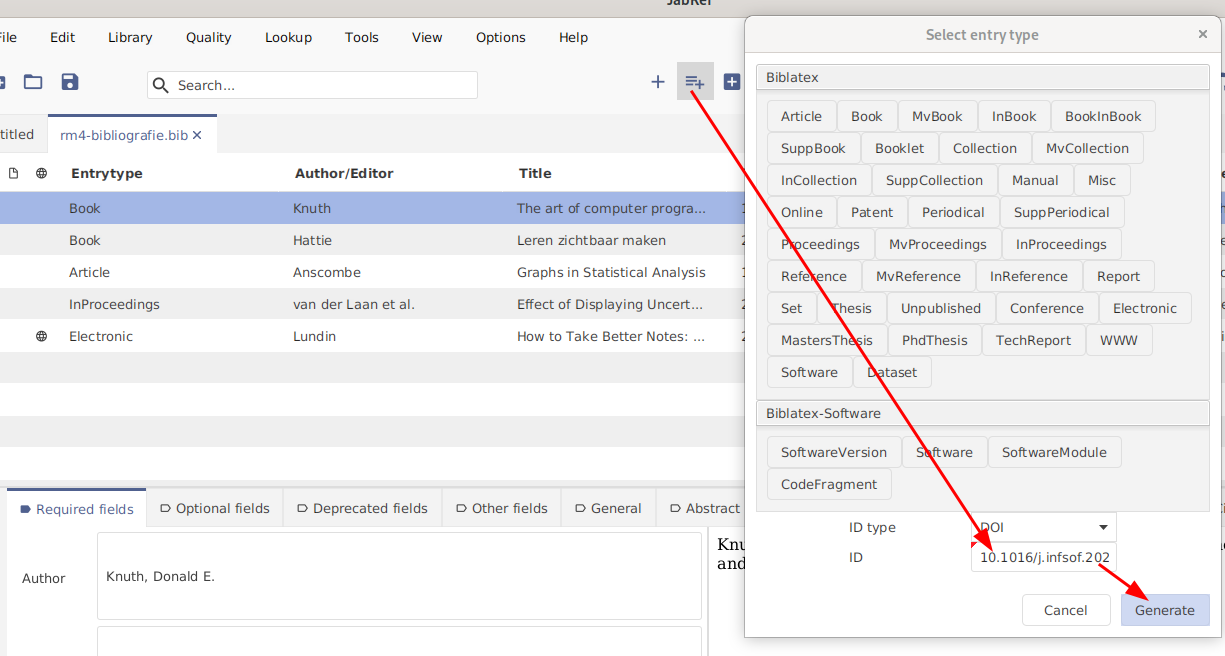 JabRef
File Edit Library Quality Lookup Tools View Options Help
Search...
titled rm4-bibliografie.bib ✕
Entrytype Author/Editor Title
Book Knuth The art of computer progra...
Book Hattie Leren zichtbaar maken
Article Anscombe Graphs in Statistical Analysis
InProceedings van der Laan et al. Effect of Displaying Uncert...
Electronic Lundin How to Take Better Notes: ...
Required fields Optional fields Deprecated fields Other fields General Abstract
Author Knuth, Donald E.
Knu
and
Select entry type
Biblatex
Article Book MvBook InBook BookInBook
SuppBook Booklet Collection MvCollection
InCollection SuppCollection Manual Misc
Online Patent Periodical SuppPeriodical
Proceedings MvProceedings InProceedings
Reference MvReference InReference Report
Set Thesis Unpublished Conference Electronic
MastersThesis PhdThesis TechReport WWW
Software Dataset
Biblatex-Software
SoftwareVersion Software SoftwareModule
CodeFragment
ID type DOI
ID 10.1016/j.infsof.202
Cancel Generate